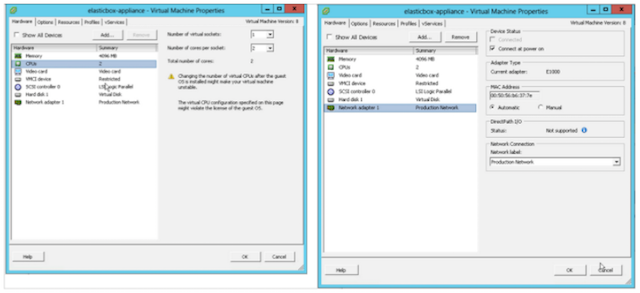 elasticbox-appliance - Virtual Machine Properties
Hardware Options Resources Profiles vServices
Virtual Machine Version: 8
Show All Devices
Add... Remove
Hardware Summary
Memory 4096 MB
CPUs 2
Video card Video card
VMCI device Restricted
SCSI controller 0 LSI Logic Parallel
Hard disk 1 Virtual Disk
Network adapter 1 Production Network
Number of virtual sockets:
Number of cores per socket: 2
Total number of cores: 2
Changing the number of virtual CPUs after the guest
OS is installed might make your virtual machine
unstable.
The virtual CPU configuration specified on this page
might violate the license of the guest OS.
Help
OK Cancel
elasticbox-appliance - Virtual Machine Properties
Hardware Options Resources Profiles vServices
Virtual Machine Version: 8
Show All Devices
Add... Remove
Hardware Summary
Memory 4096 MB
CPUs 2
Video card Video card
VMCI device Restricted
SCSI controller 0 LSI Logic Parallel
Hard disk 1 Virtual Disk
Network adapter 1 Production Network
Device Status
Connected
Connect at power on
Adapter Type
Current adapter: E1000
MAC Address
Automatic Manual
DirectPath I/O
Status: Not supported
Network Connection
Network label:
Production Network
Help
OK Cancel